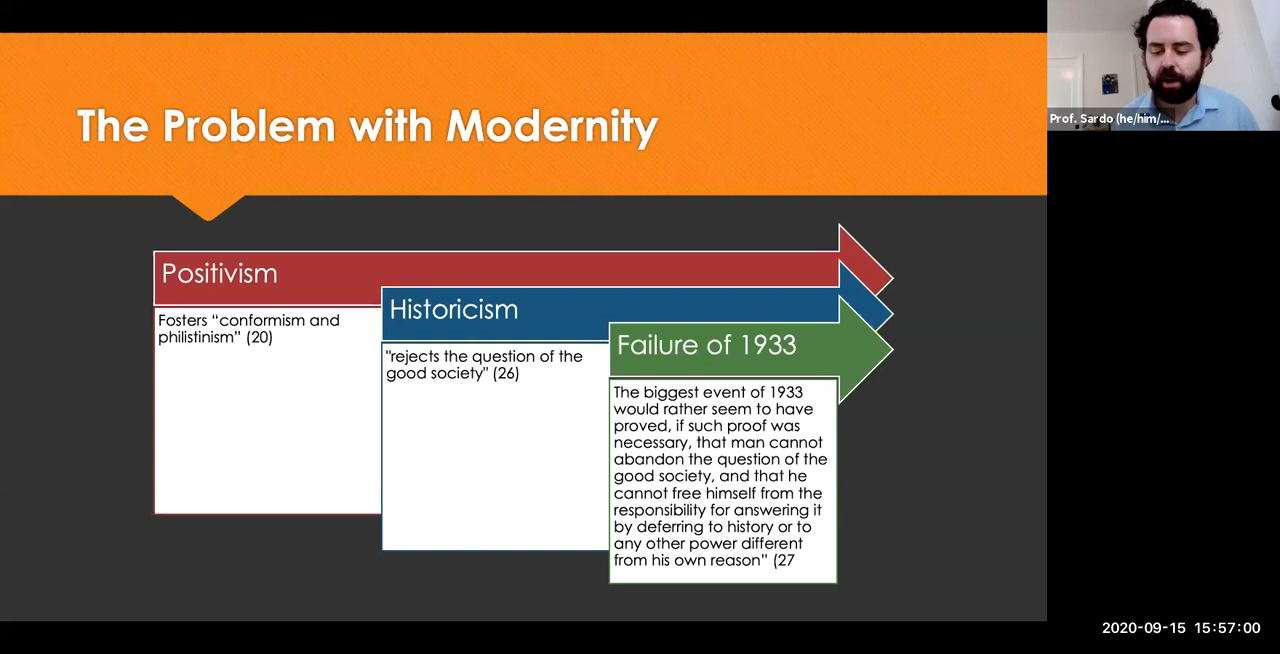 The Problem with Modernity
Prof. Sardo (he/him/...
Positivism
Fosters “conformism and
philistinism” (20)
Historicism
"rejects the question of the
good society" (26)
Failure of 1933
The biggest event of 1933
would rather seem to have
proved, if such proof was
necessary, that man cannot
abandon the question of the
good society, and that he
cannot free himself from the
responsibility for answering it
by deferring to history or to
any other power different
from his own reason” (27
2020-09-15 15:57:00